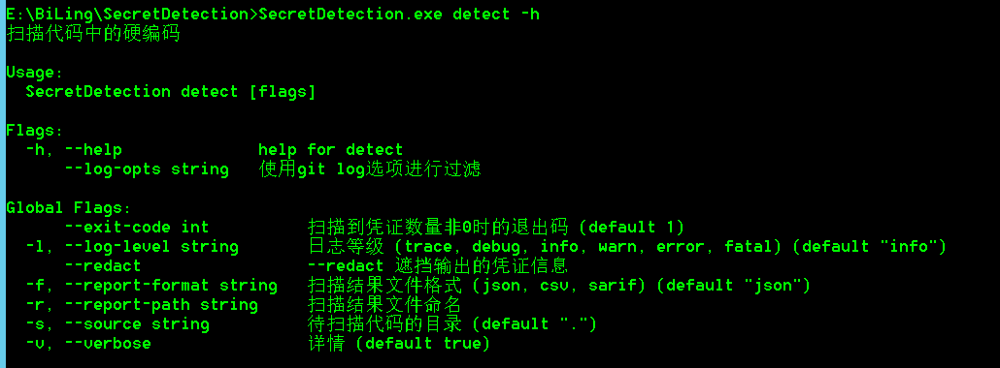 E:\BiLing\SecretDetection>SecretDetection.exe detect -h
扫描代码中的硬编码
Usage:
  SecretDetection detect [flags]
Flags:
  -h, --help              help for detect
      --log-opts string   使用git log选项进行过滤
Global Flags:
      --exit-code int          扫描到凭证数量非0时的退出码 (default 1)
  -l, --log-level string       日志等级 (trace, debug, info, warn, error, fatal) (default "info")
      --redact                 --redact 遮挡输出的凭证信息
  -f, --report-format string   扫描结果文件格式 (json, csv, sarif) (default "json")
  -r, --report-path string     扫描结果文件命名
  -s, --source string          待扫描代码的目录 (default ".")
  -v, --verbose                详情 (default true)